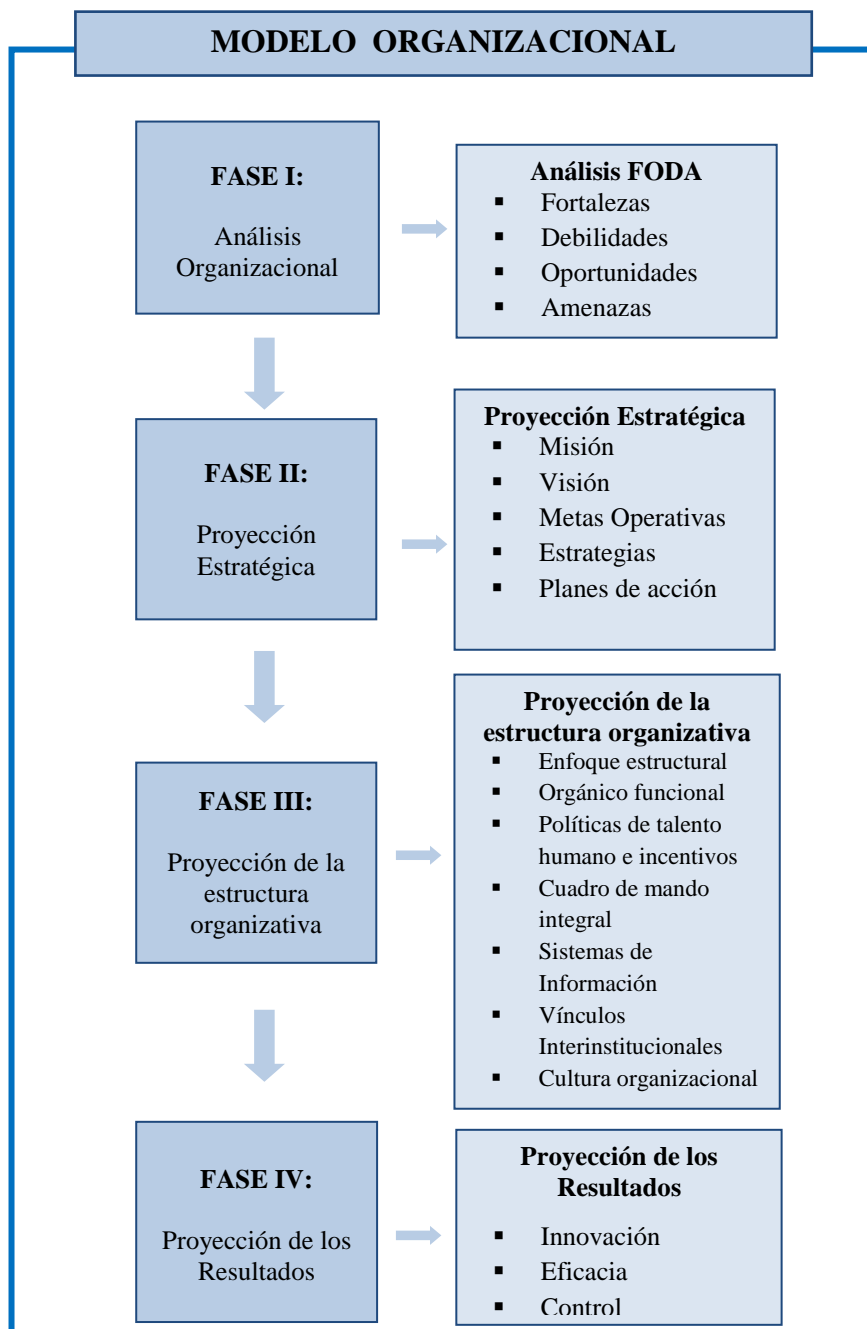 MODELO ORGANIZACIONAL
FASE I:
Análisis
Organizacional
Análisis FODA
▪ Fortalezas
▪ Debilidades
▪ Oportunidades
▪ Amenazas
FASE II:
Proyección
Estratégica
Proyección Estratégica
▪ Misión
▪ Visión
▪ Metas Operativas
▪ Estrategias
▪ Planes de acción
FASE III:
Proyección de la
estructura
organizativa
Proyección de la
estructura organizativa
▪ Enfoque estructural
▪ Orgánico funcional
▪ Políticas de talento
humano e incentivos
▪ Cuadro de mando
integral
▪ Sistemas de
Información
▪ Vínculos
Interinstitucionales
▪ Cultura organizacional
FASE IV:
Proyección de los
Resultados
Proyección de los
Resultados
▪ Innovación
▪ Eficacia
▪ Control